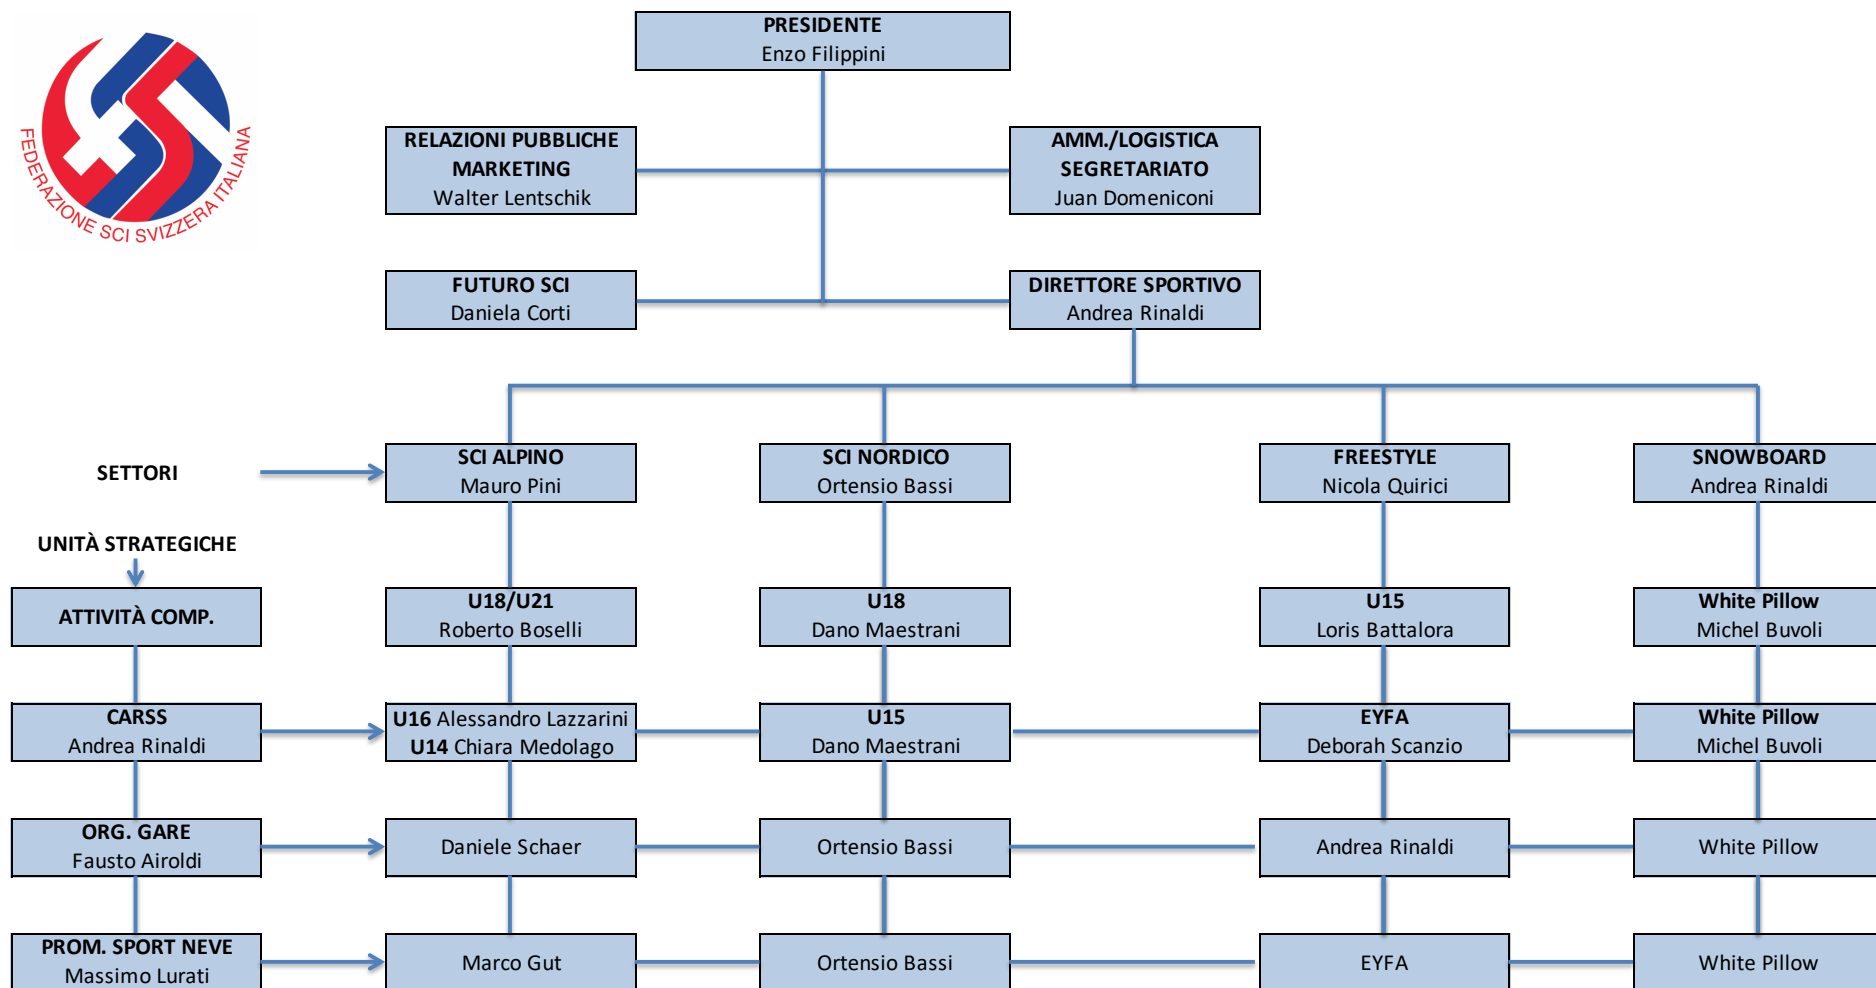 FEDERAZIONE SCI SVIZZERA ITALIANA
PRESIDENTE
Enzo Filippini
RELAZIONI PUBBLICHE
MARKETING
Walter Lentschik
AMM./LOGISTICA
SEGRETARIATO
Juan Domeniconi
FUTURO SCI
Daniela Corti
DIRETTORE SPORTIVO
Andrea Rinaldi
SETTORI
SCI ALPINO
Mauro Pini
SCI NORDICO
Ortensio Bassi
FREESTYLE
Nicola Quirici
SNOWBOARD
Andrea Rinaldi
UNITÀ STRATEGICHE
ATTIVITÀ COMP.
U18/U21
Roberto Boselli
U18
Dano Maestrani
U15
Loris Battalora
White Pillow
Michel Buvoli
CARSS
Andrea Rinaldi
U16 Alessandro Lazzarini
U14 Chiara Medolago
U15
Dano Maestrani
EYFA
Deborah Scanzio
White Pillow
Michel Buvoli
ORG. GARE
Fausto Airoldi
Daniele Schaer
Ortensio Bassi
Andrea Rinaldi
White Pillow
PROM. SPORT NEVE
Massimo Lurati
Marco Gut
Ortensio Bassi
EYFA
White Pillow